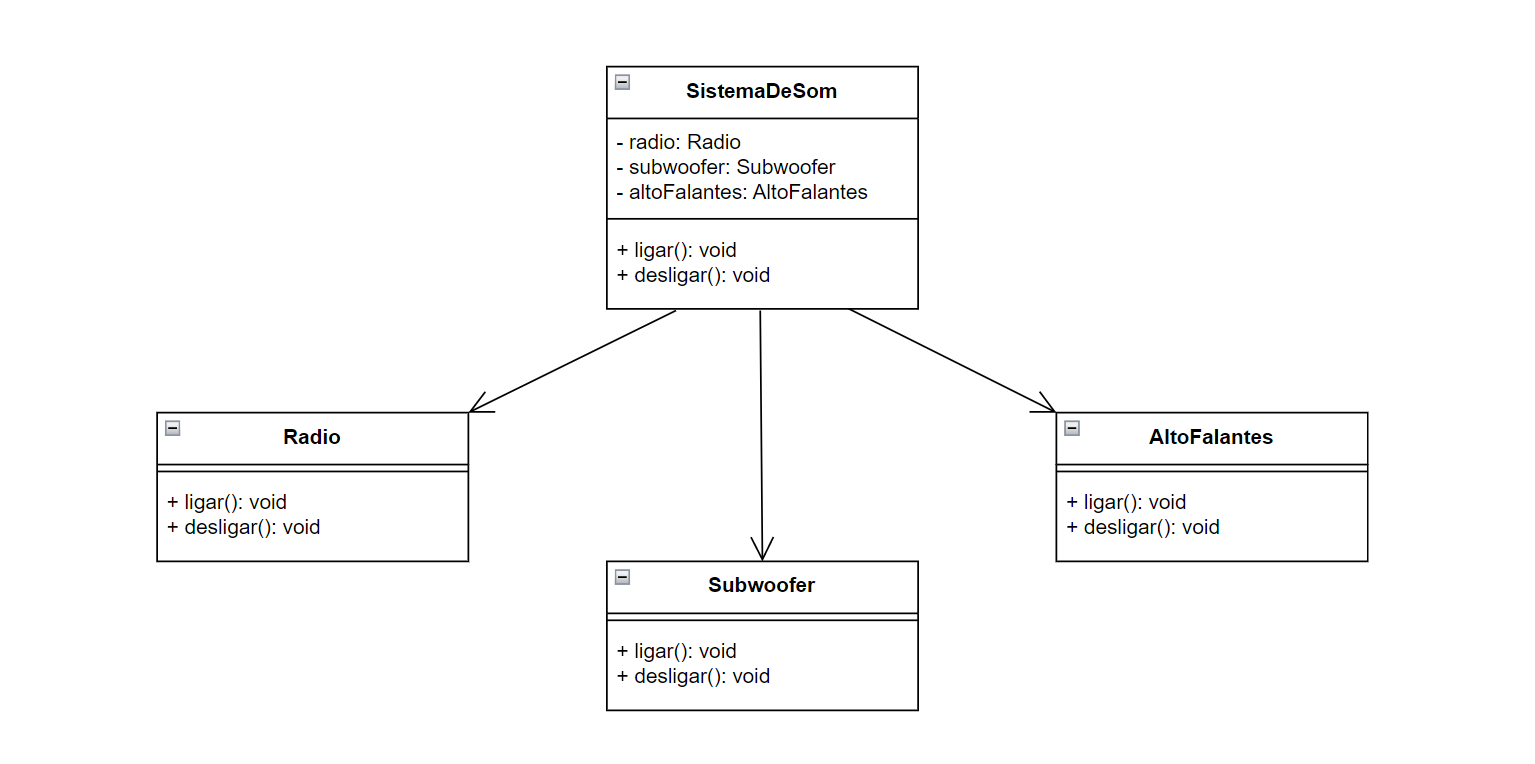 SistemaDeSom
- radio: Radio
- subwoofer: Subwoofer
- altoFalantes: AltoFalantes
+ ligar(): void
+ desligar(): void
Radio
+ ligar(): void
+ desligar(): void
Subwoofer
+ ligar(): void
+ desligar(): void
AltoFalantes
+ ligar(): void
+ desligar(): void